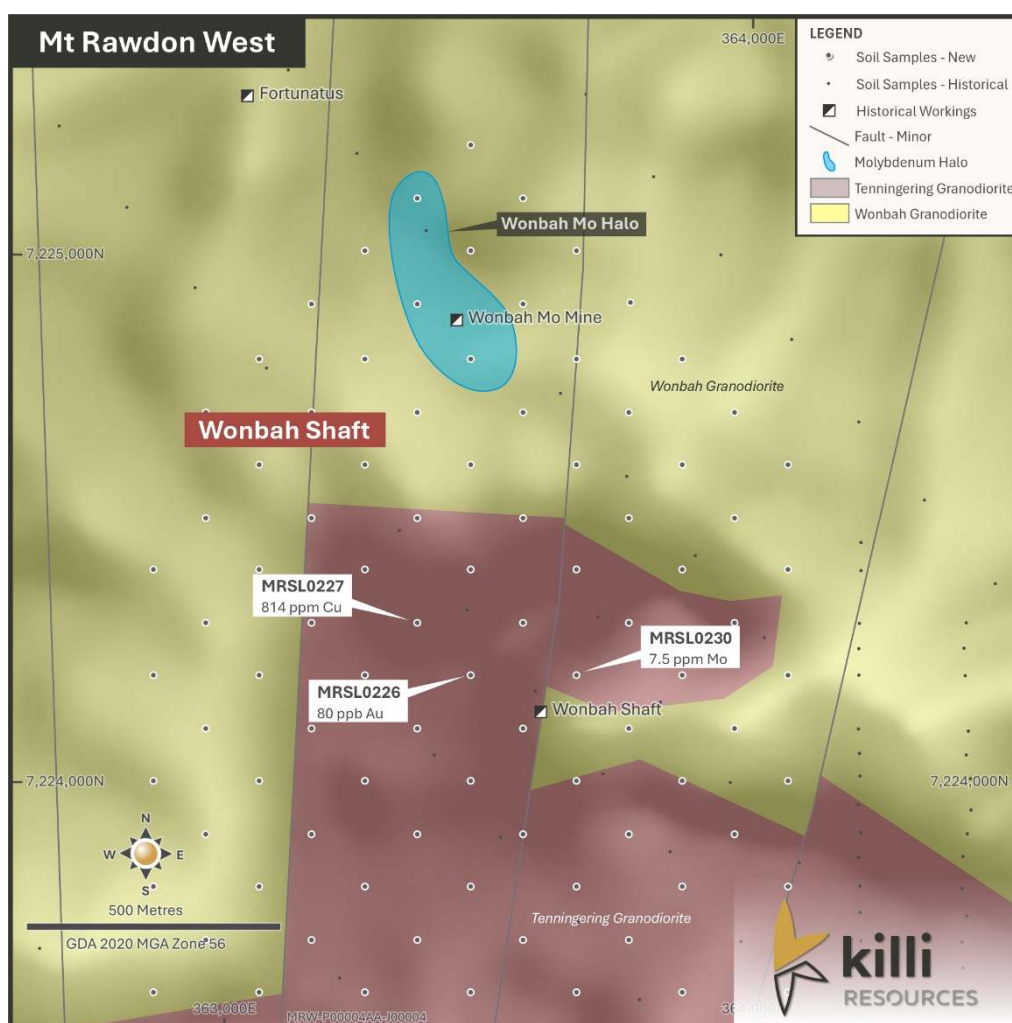 Mt Rawdon West
364,000E
LEGEND
Soil Samples - New
Soil Samples - Historical
Historical Workings
Fault - Minor
Molybdenum Halo
Tenningering Granodiorite
Wonbah Granodiorite
Fortunatus
Wonbah Mo Halo
7,225,000N
Wonbah Mo Mine
Wonbah Granodiorite
Wonbah Shaft
MRSL0227
814 ppm Cu
MRSL0230
7.5 ppm Mo
MRSL0226
80 ppb Au
Wonbah Shaft
7,224,000N
7,224,000N
N
W E
S
500 Metres
GDA 2020 MGA Zone 56
Tenningering Granodiorite
killi
RESOURCES
363,000E
MRW-P00004AA-J00004